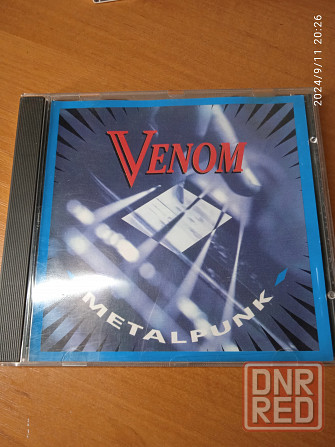 2024/9/11 20:26
VENOM
METALPUNK
DNR
RED